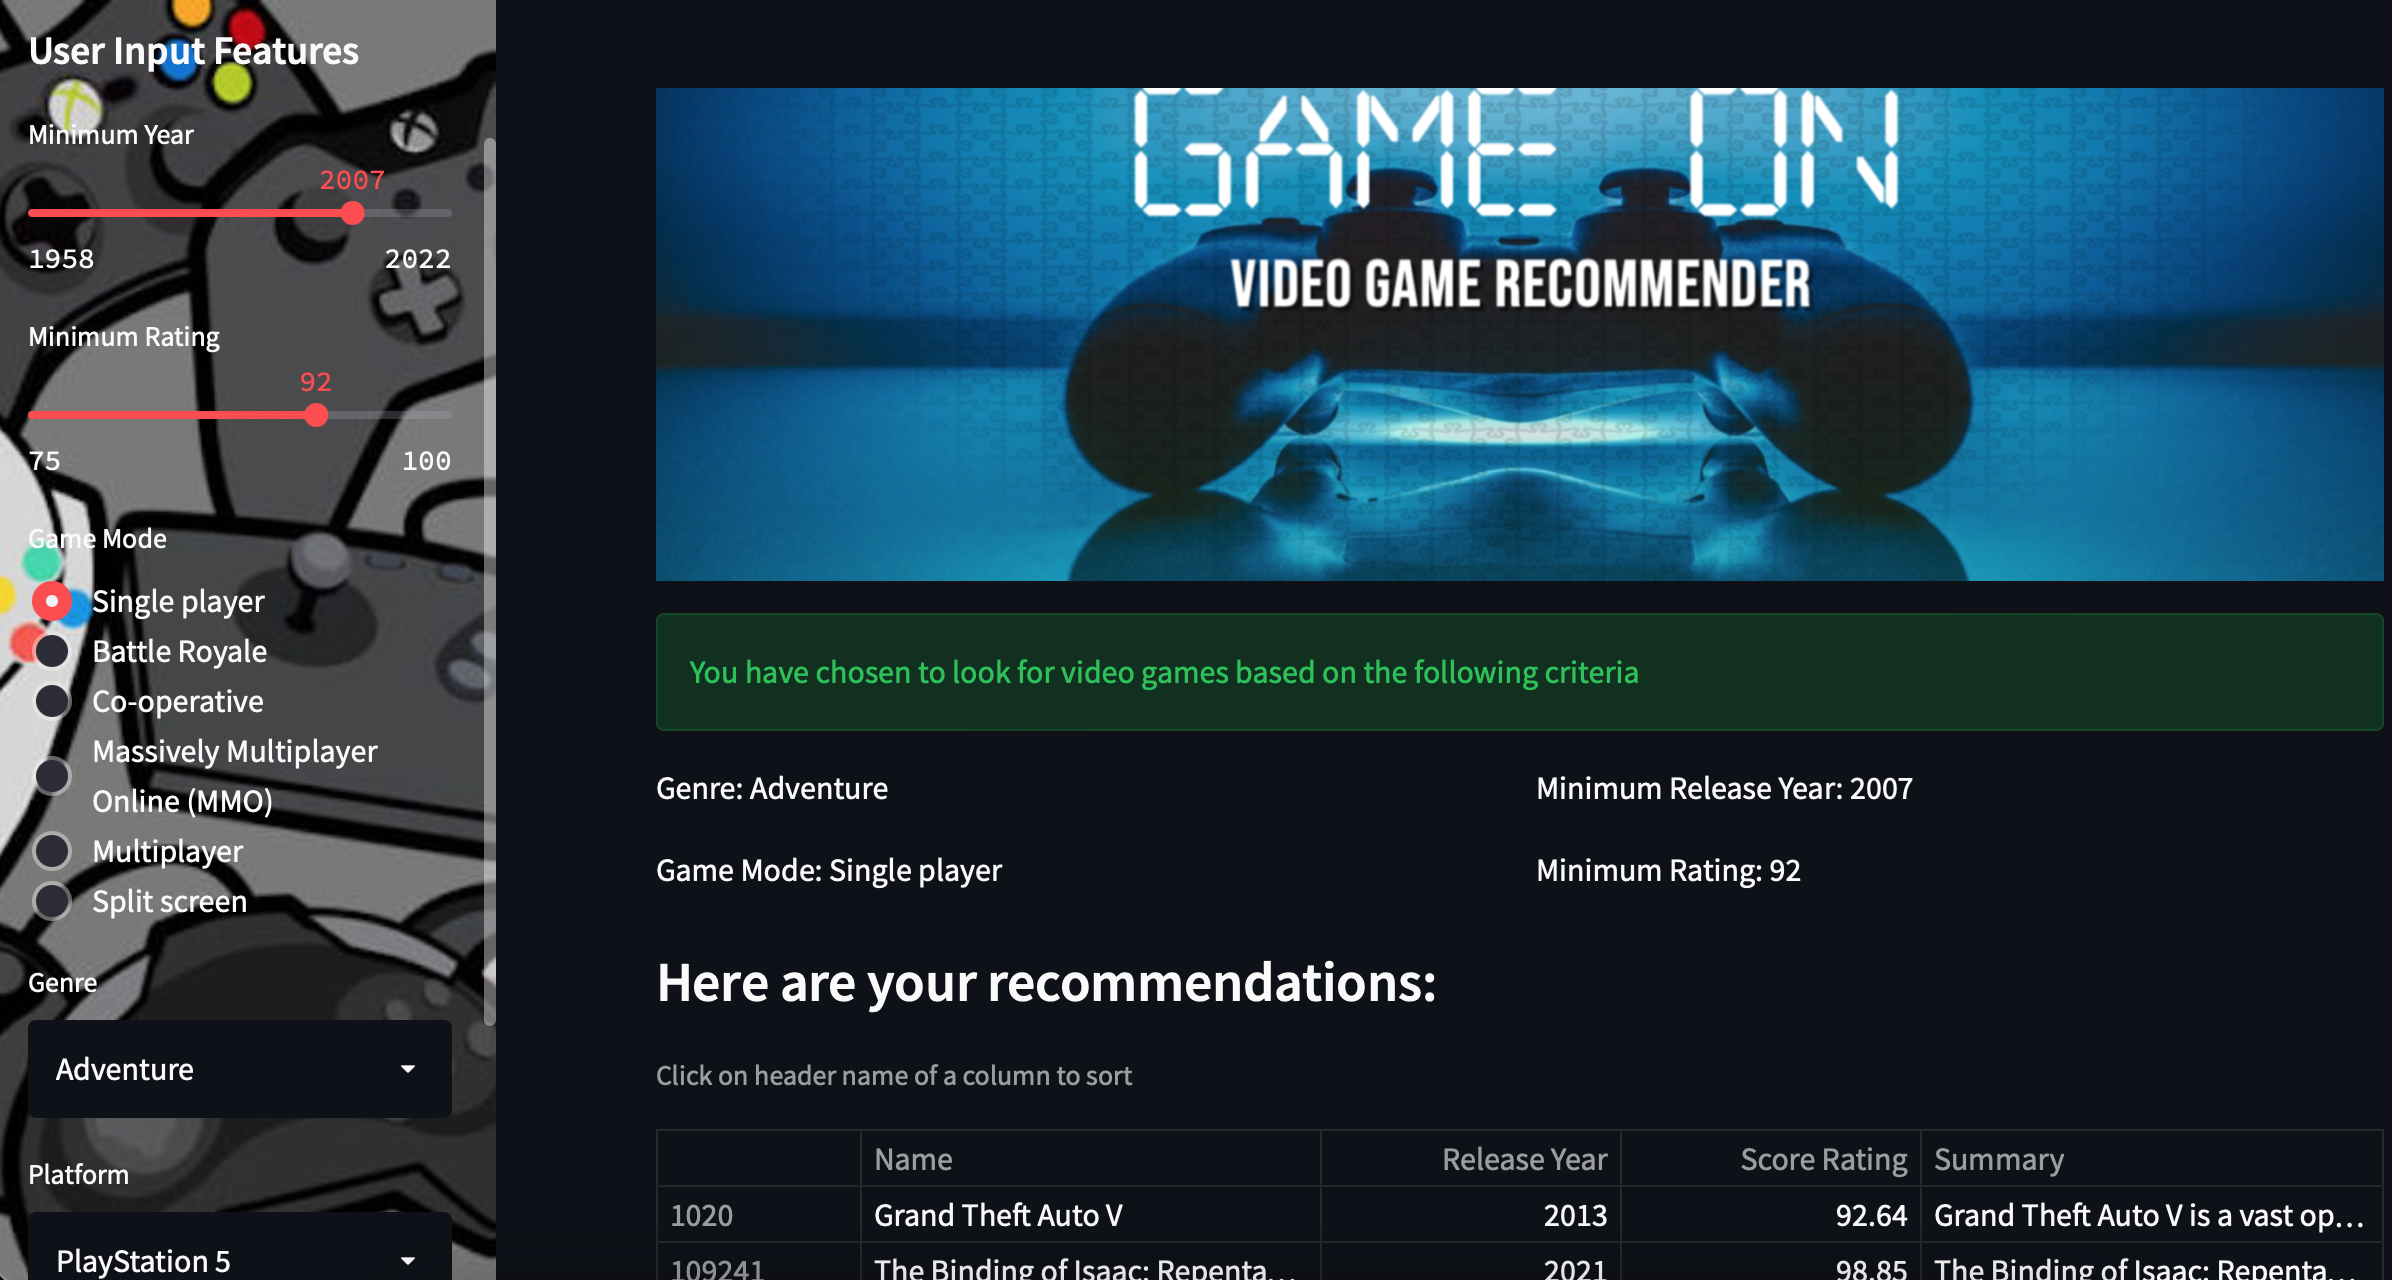 User Input Features
Minimum Year
2007
1958 2022
Minimum Rating
92
75 100
Game Mode
Single player
Battle Royale
Co-operative
Massively Multiplayer
Online (MMO)
Multiplayer
Split screen
Genre
Adventure
Platform
PlayStation 5
GAME ON
VIDEO GAME RECOMMENDER
You have chosen to look for video games based on the following criteria
Genre: Adventure Minimum Release Year: 2007
Game Mode: Single player Minimum Rating: 92
Here are your recommendations:
Click on header name of a column to sort
Name Release Year Score Rating Summary
1020 Grand Theft Auto V 2013 92.64 Grand Theft Auto V is a vast op...
109241 The Binding of Isaac: Repenta... 2021 98.85 The Binding of Isaac: Repenta...